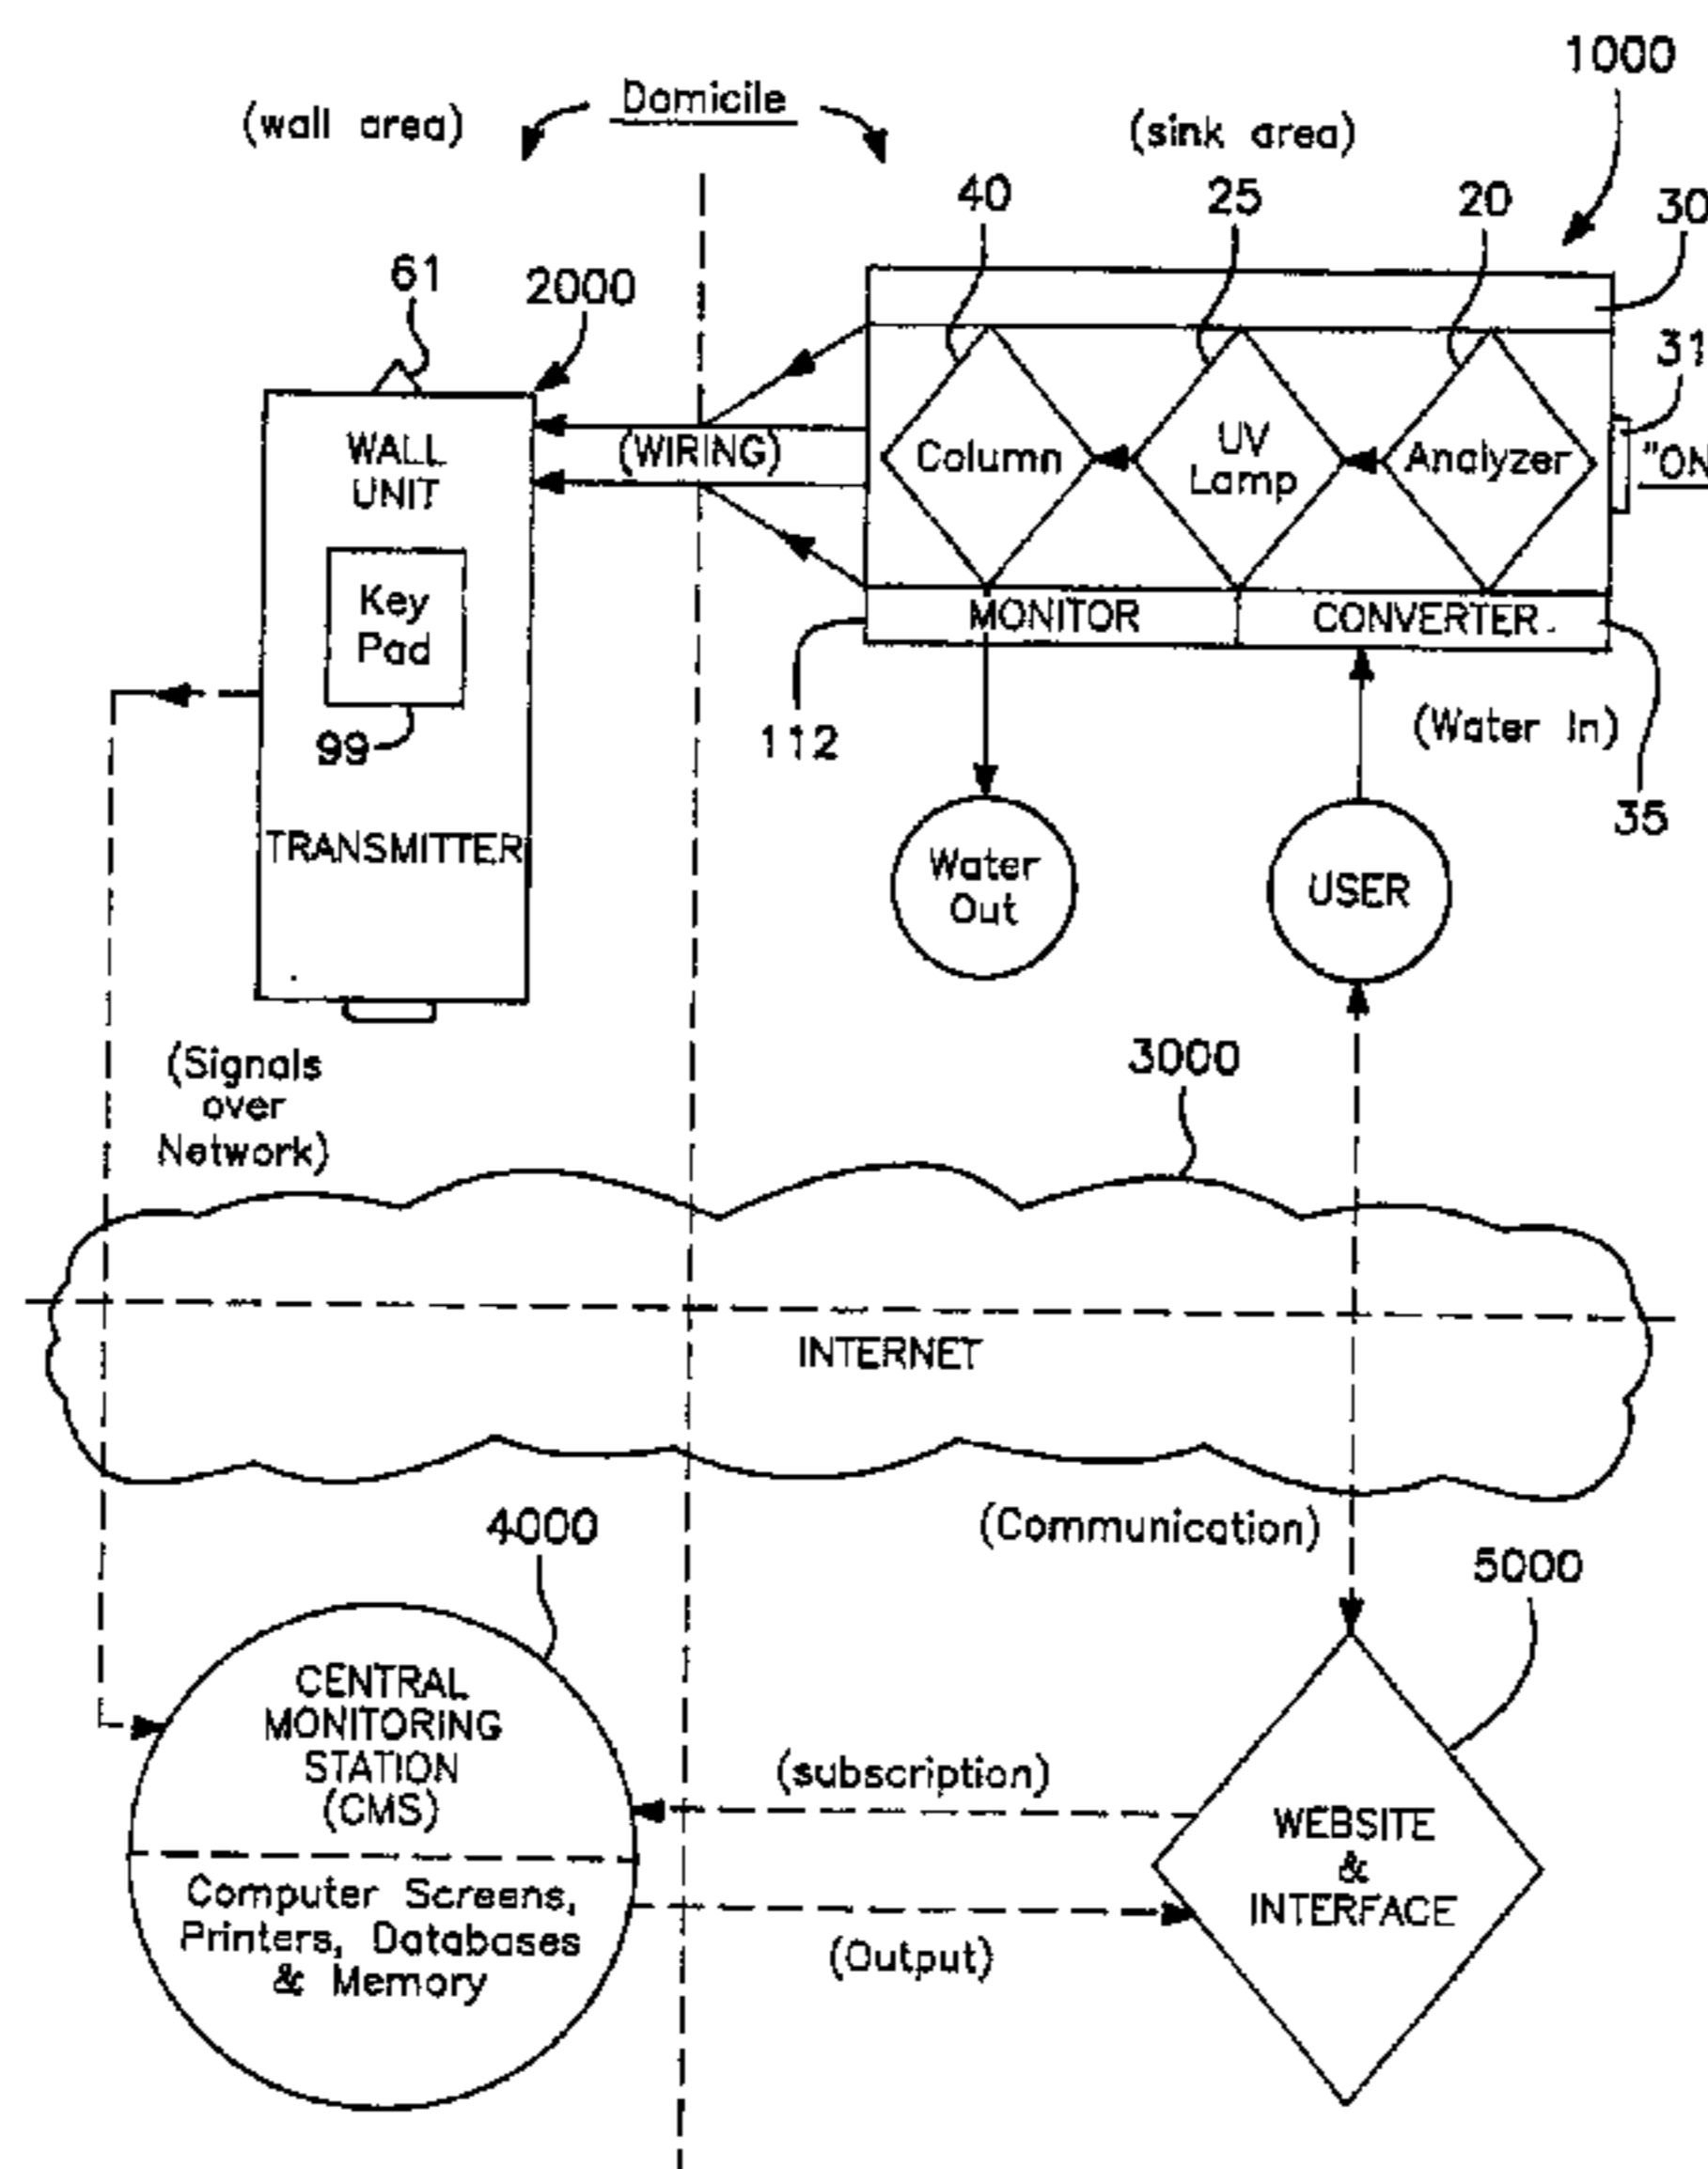 1000
Domicile
(wall area)
(sink area)
40
25
20
30
61
2000
31
WALL
UNIT
(WIRING)
Column
UV
Lamp
Analyzer
"ON
Key
Pad
MONITOR
CONVERTER
99
112
(Water In)
35
TRANSMITTER
Water
Out
USER
(Signals
over
Network)
3000
INTERNET
4000
(Communication)
5000
CENTRAL
MONITORING
STATION
(CMS)
(subscription)
WEBSITE
&
INTERFACE
Computer Screens,
Printers, Databases
& Memory
(Output)